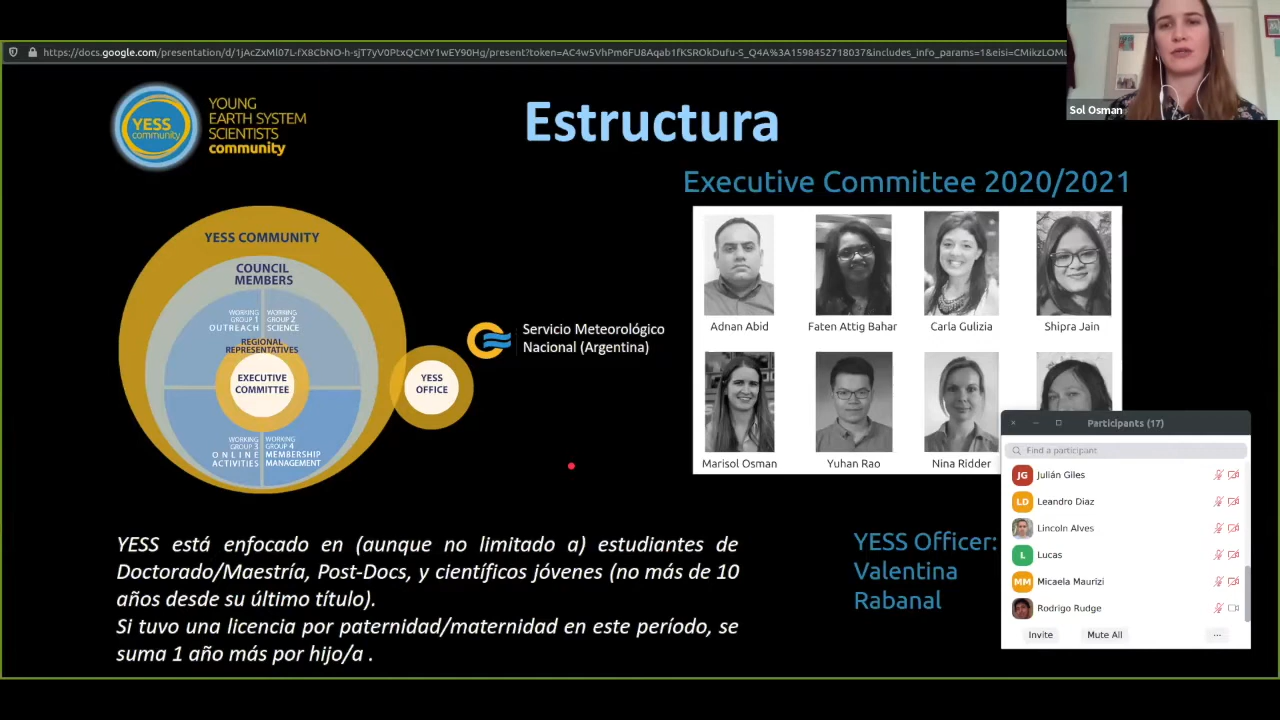 https://docs.google.com/presentation/d/1jAcZxMl07L-fX8CbNO-h-sjT7yV0PtxQCMY1wEY90Hg/present?token=AC4w5VhPm6FU8Aqab1fKSROkDufu-S_Q4A%3A1598452718037&includes_info_params=1&eisi=CMikzLOMu
Sol Osman
YESS
community
YOUNG
EARTH SYSTEM
SCIENTISTS
community
Estructura
Executive Committee 2020/2021
YESS COMMUNITY
COUNCIL
MEMBERS
WORKING
GROUP 1
OUTREACH
WORKING
GROUP 2
SCIENCE
REGIONAL
REPRESENTATIVES
EXECUTIVE
COMMITTEE
WORKING
GROUP 3
ONLINE
ACTIVITIES
WORKING
GROUP 4
MEMBERSHIP
MANAGEMENT
YESS
OFFICE
Servicio Meteorológico
Nacional (Argentina)
Adnan Abid
Faten Attig Bahar
Carla Gulizia
Shipra Jain
Marisol Osman
Yuhan Rao
Nina Ridder
YESS está enfocado en (aunque no limitado a) estudiantes de
Doctorado/Maestría, Post-Docs, y científicos jóvenes (no más de 10
años desde su último título).
Si tuvo una licencia por paternidad/maternidad en este período, se
suma 1 año más por hijo/a .
YESS Officer:
Valentina
Rabanal
Participants (17)
Find a participant
JG Julián Giles
LD Leandro Diaz
Lincoln Alves
L Lucas
MM Micaela Maurizi
Rodrigo Rudge
Invite
Mute All
...